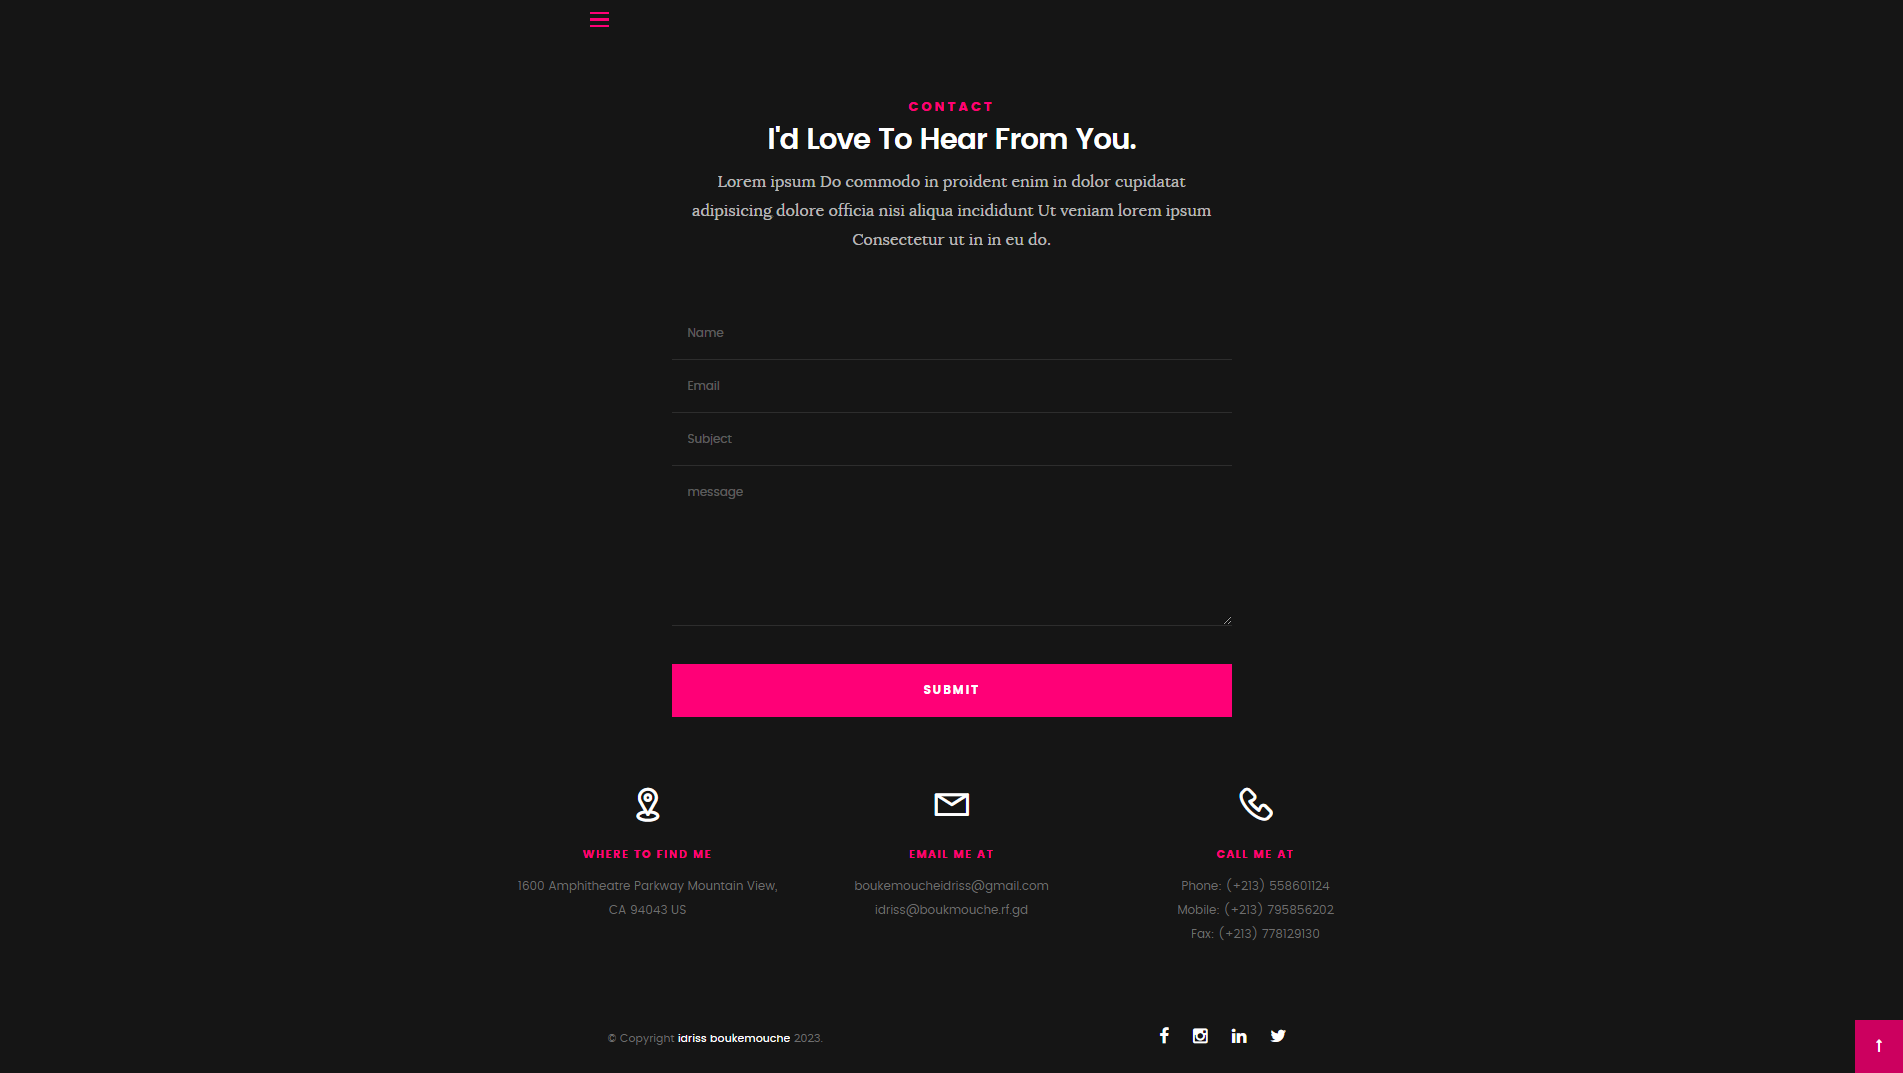 CONTACT
I'd Love To Hear From You.
Lorem ipsum Do commodo in proident enim in dolor cupidatat
adipisicing dolore officia nisi aliqua incididunt Ut veniam lorem ipsum
Consectetur ut in in eu do.
Name
Email
Subject
message
SUBMIT
WHERE TO FIND ME
1600 Amphitheatre Parkway Mountain View,
CA 94043 US
EMAIL ME AT
boukemoucheidriss@gmail.com
idriss@boukmouche.rf.gd
CALL ME AT
Phone: (+213) 558601124
Mobile: (+213) 795856202
Fax: (+213) 778129130
© Copyright idriss boukemouche 2023.